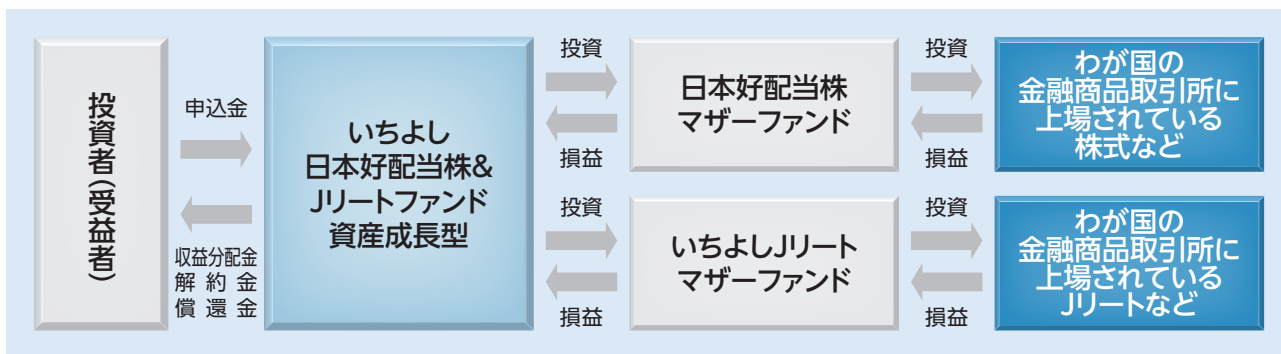 投資者(受益者)
申込金
収益分配金
解約金
償還金
いちよし
日本好配当株&
Jリートファンド
資産成長型
投資
損益
日本好配当株
マザーファンド
投資
損益
わが国の
金融商品取引所に
上場されている
株式など
投資
損益
いちよしJリート
マザーファンド
投資
損益
わが国の
金融商品取引所に
上場されている
Jリートなど